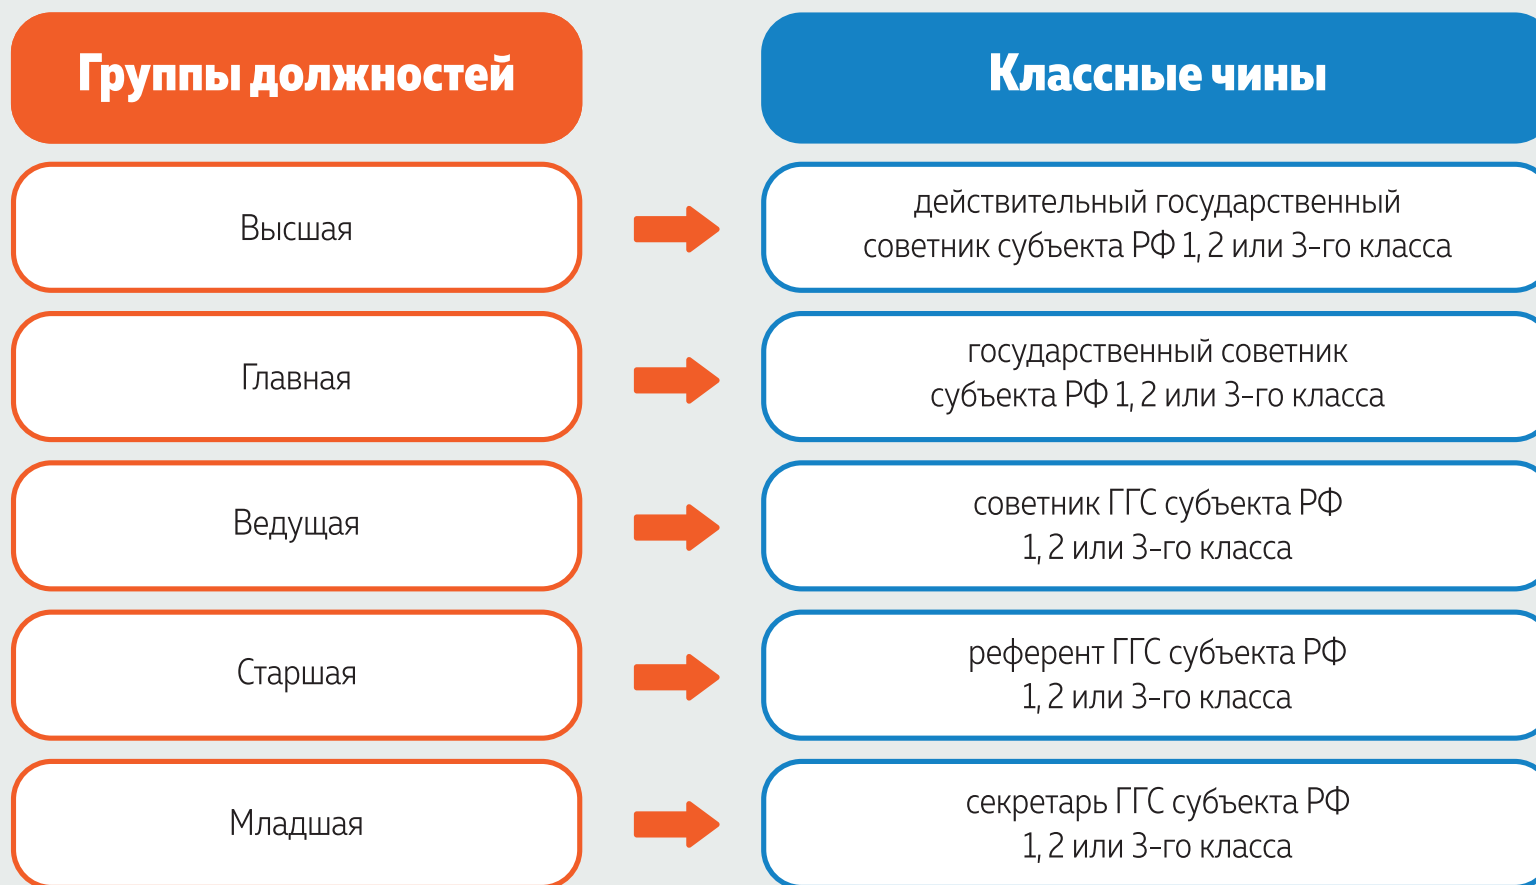 Группы должностей
Классные чины
Высшая
действительный государственный
советник субъекта РФ 1, 2 или 3-го класса
Главная
государственный советник
субъекта РФ 1, 2 или 3-го класса
Ведущая
советник ГГС субъекта РФ
1, 2 или 3-го класса
Старшая
референт ГГС субъекта РФ
1, 2 или 3-го класса
Младшая
секретарь ГГС субъекта РФ
1, 2 или 3-го класса